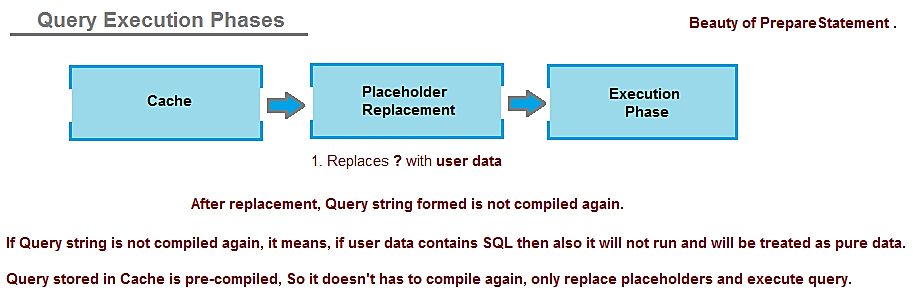 Query Execution Phases
Beauty of PrepareStatement .
Cache
Placeholder
Replacement
Execution
Phase
1. Replaces ? with user data
After replacement, Query string formed is not compiled again.
If Query string is not compiled again, it means, if user data contains SQL then also it will not run and will be treated as pure data.
Query stored in Cache is pre-compiled, So it doesn't has to compile again, only replace placeholders and execute query.